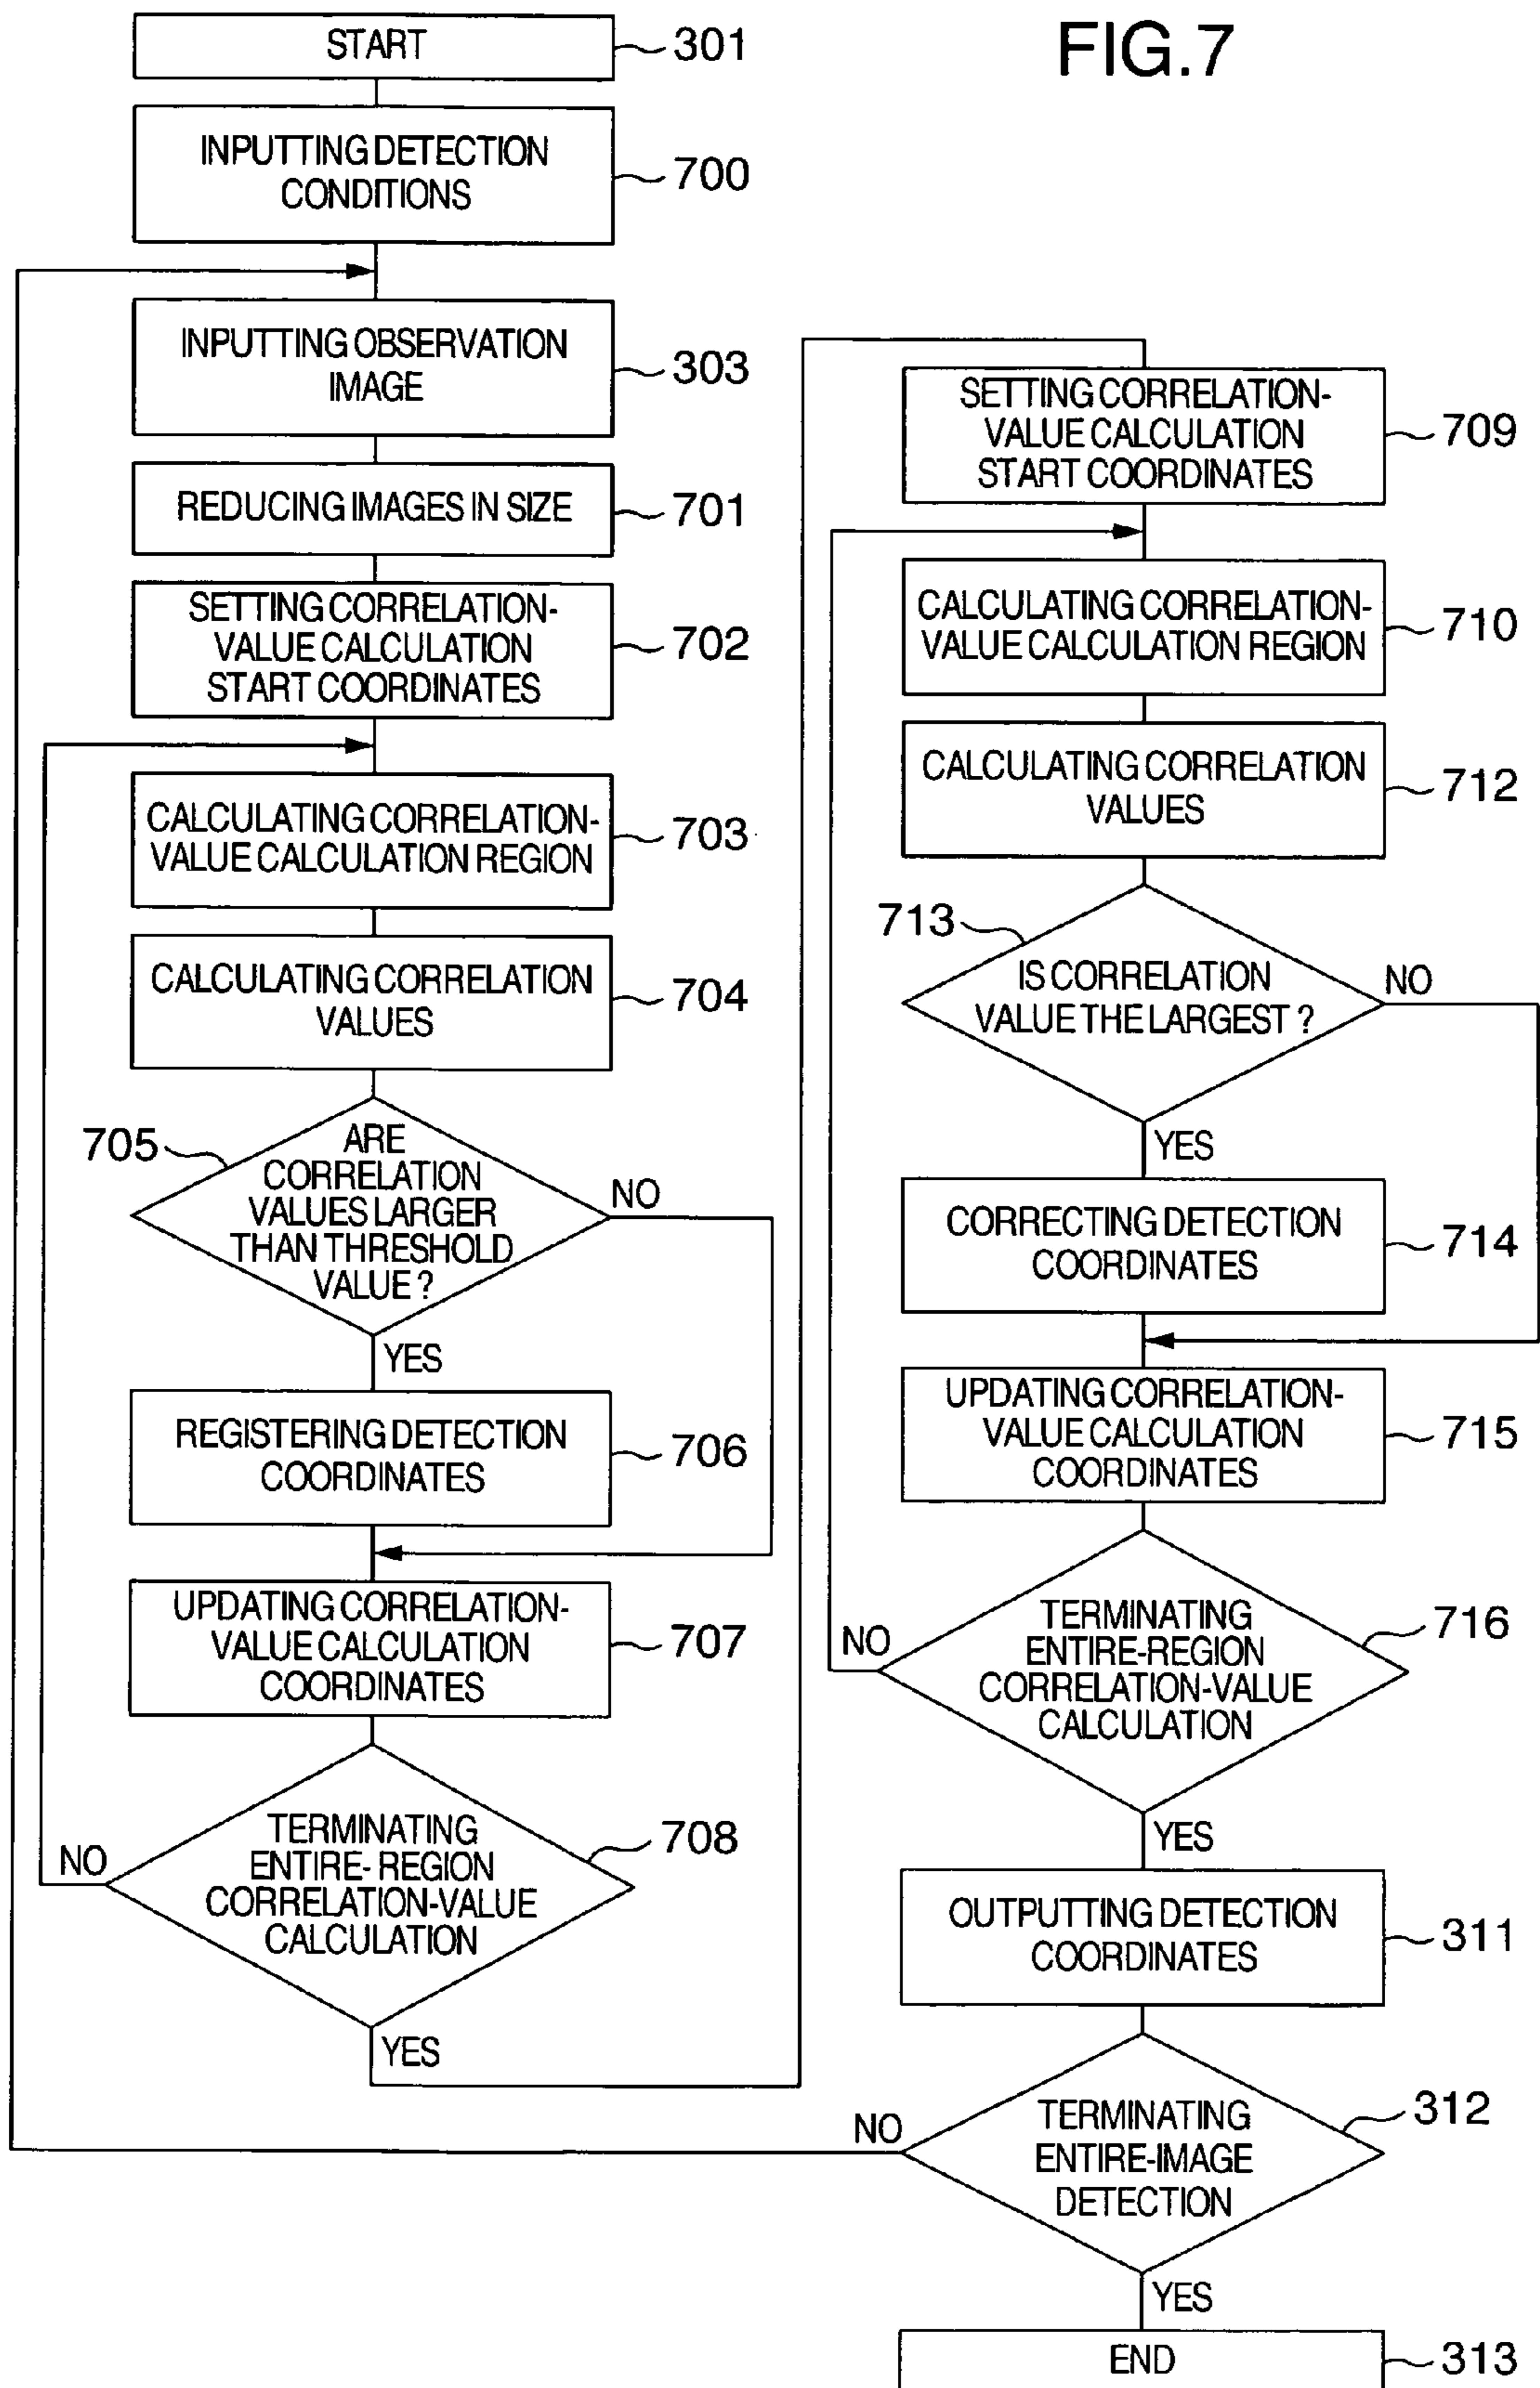 FIG.7
START
301
INPUTTING DETECTION
CONDITIONS
700
INPUTTING OBSERVATION
IMAGE
303
REDUCING IMAGES IN SIZE
701
SETTING CORRELATION-
VALUE CALCULATION
START COORDINATES
702
CALCULATING CORRELATION-
VALUE CALCULATION REGION
703
CALCULATING CORRELATION
VALUES
704
705
ARE
CORRELATION
VALUES LARGER
THAN THRESHOLD
VALUE ?
NO
YES
REGISTERING DETECTION
COORDINATES
706
UPDATING CORRELATION-
VALUE CALCULATION
COORDINATES
707
TERMINATING
ENTIRE- REGION
CORRELATION-VALUE
CALCULATION
708
NO
YES
SETTING CORRELATION-
VALUE CALCULATION
START COORDINATES
709
CALCULATING CORRELATION-
VALUE CALCULATION REGION
710
CALCULATING CORRELATION
VALUES
712
713
IS CORRELATION
VALUE THE LARGEST ?
NO
YES
CORRECTING DETECTION
COORDINATES
714
UPDATING CORRELATION-
VALUE CALCULATION
COORDINATES
715
TERMINATING
ENTIRE-REGION
CORRELATION-VALUE
CALCULATION
716
NO
YES
OUTPUTTING DETECTION
COORDINATES
311
TERMINATING
ENTIRE-IMAGE
DETECTION
312
NO
YES
END
313